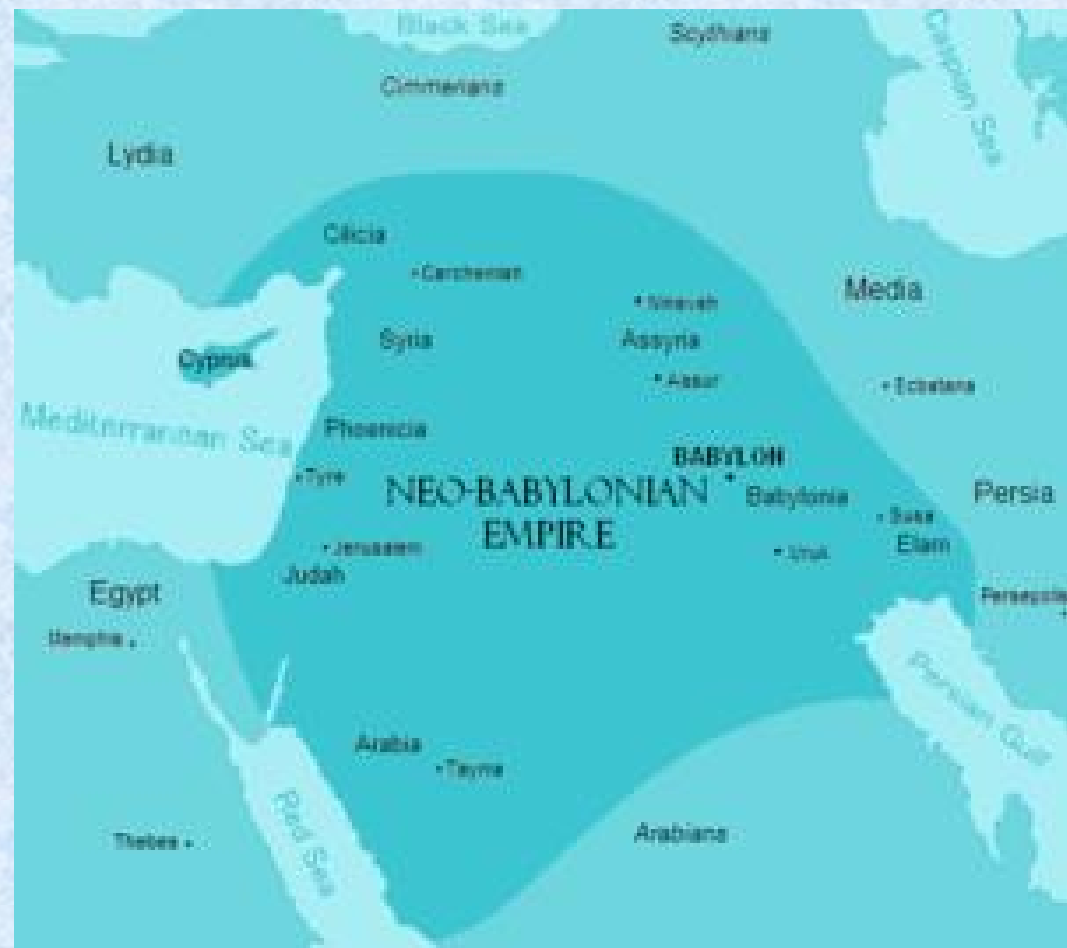 Black Sea
Scythians
Caspian Sea
Cimmerians
Lydia
Cilicia
Carchemian
Media
Ninevah
Syria
Assyria
Cyprus
Assur
Ecbatana
Mediterranean Sea
Phoenicia
BABYLON
Tyre
NEO-BABYLONIAN
EMPIRE
Babylonia
Persia
Susa
Elam
Jerusalem
Uruk
Judah
Egypt
Persepolis
Memphis
Persian Gulf
Arabia
Tayma
Red Sea
Thebes
Arabians